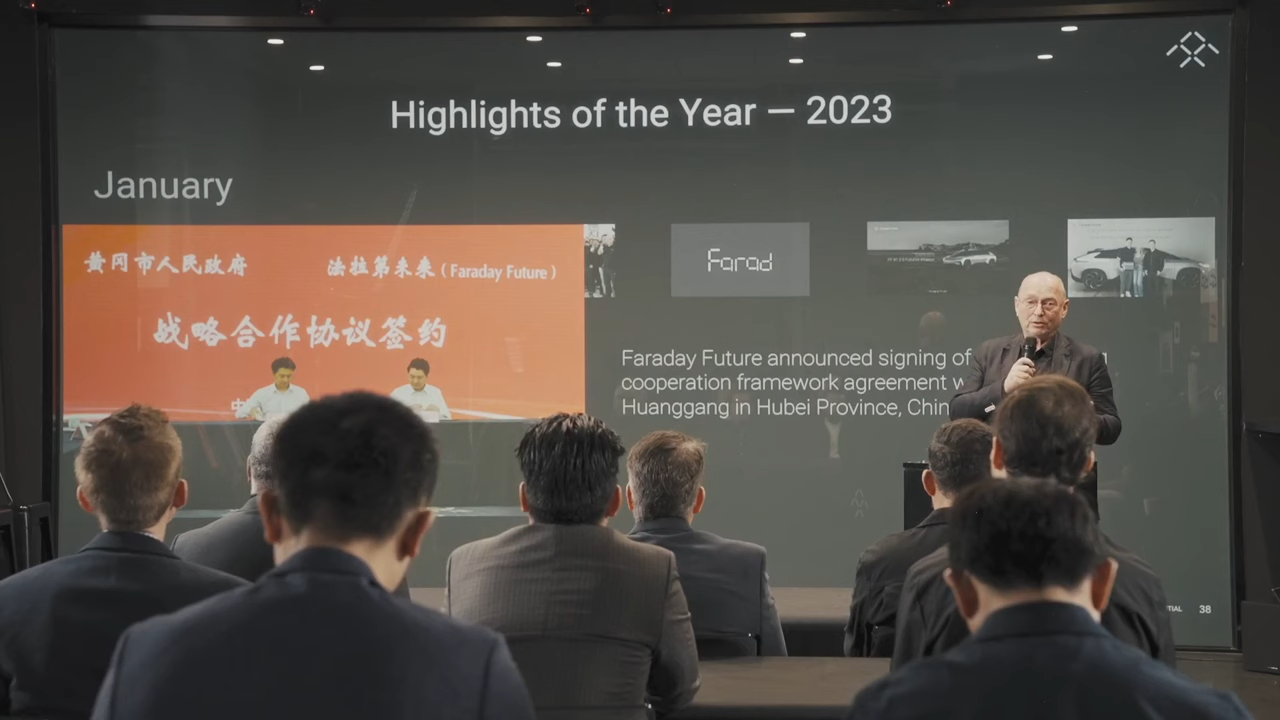 Highlights of the Year — 2023
January
黄冈市人民政府 法拉第未来（Faraday Future）
战略合作协议签约
Farad
Faraday Future announced signing of
cooperation framework agreement
Huanggang in Hubei Province,
38